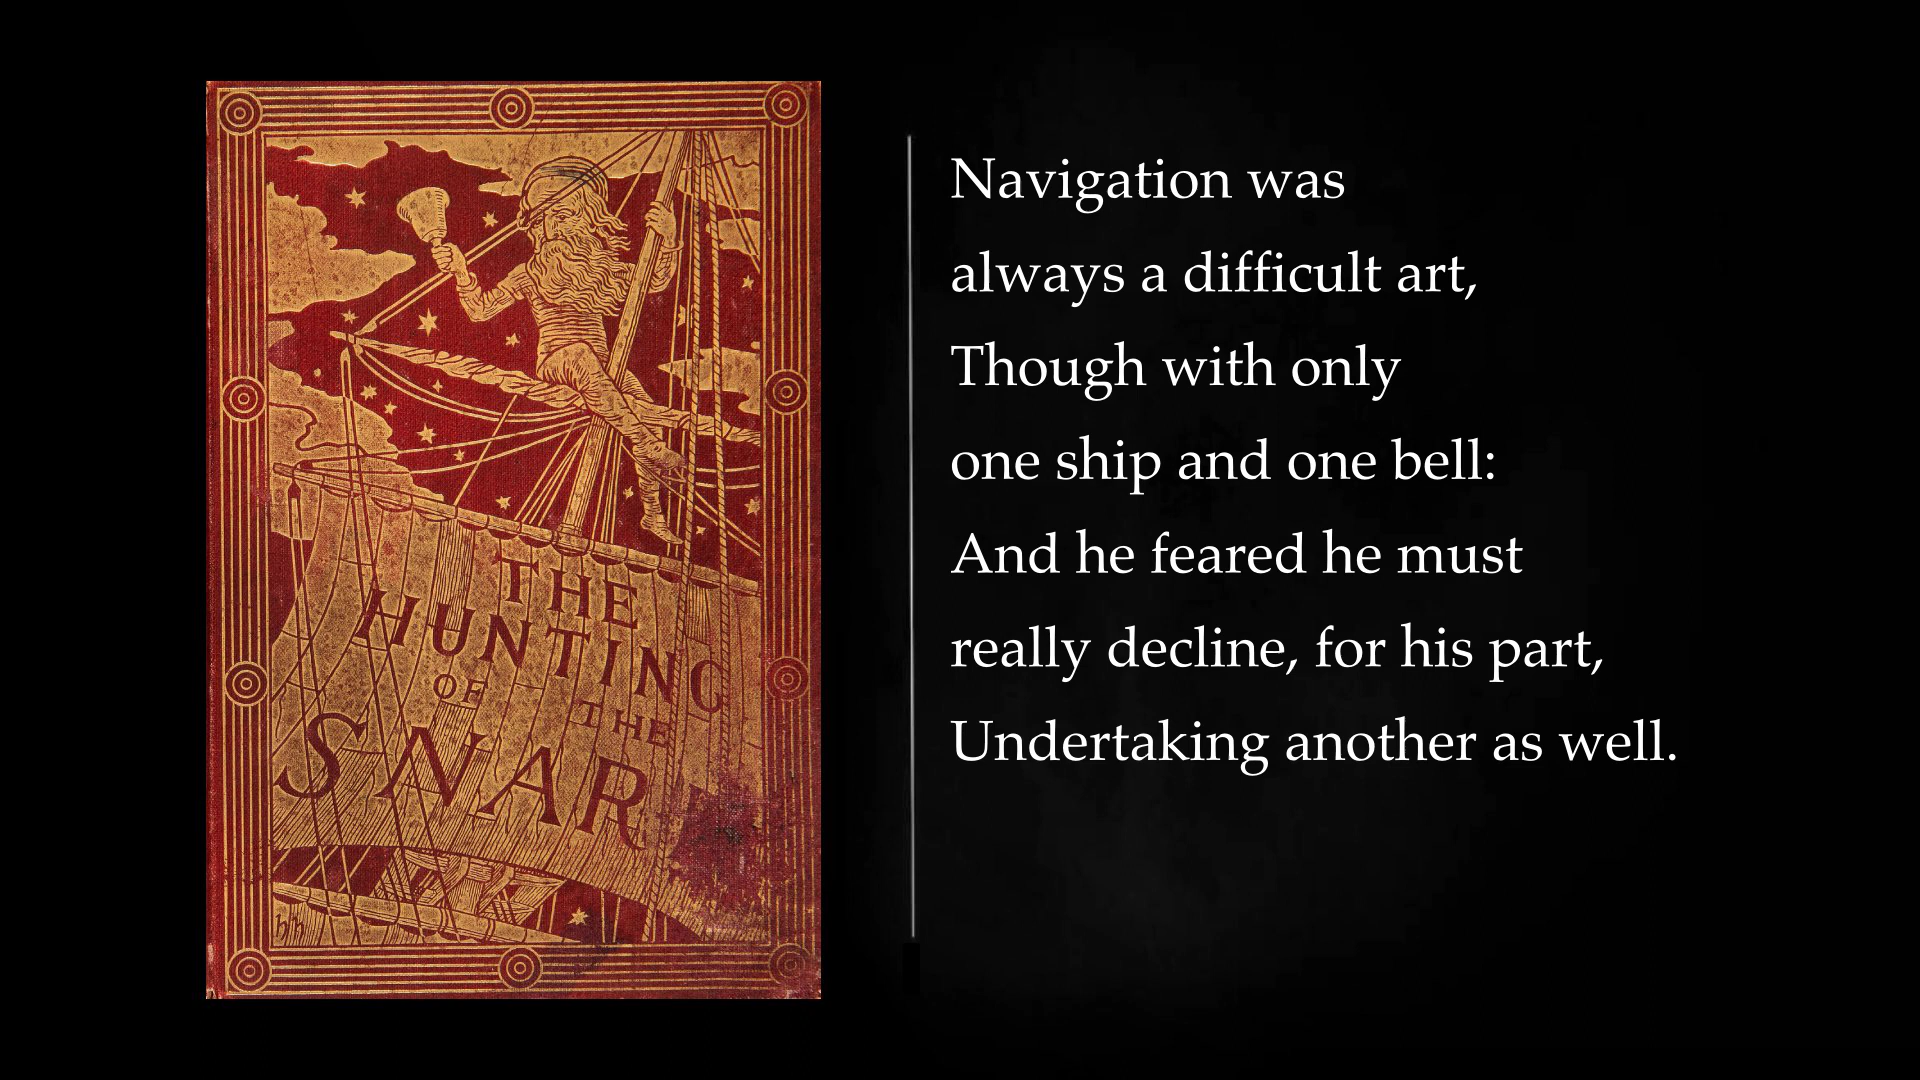 THE
HUNTING
OF THE
SNAR
Navigation was
always a difficult art,
Though with only
one ship and one bell:
And he feared he must
really decline, for his part,
Undertaking another as well.